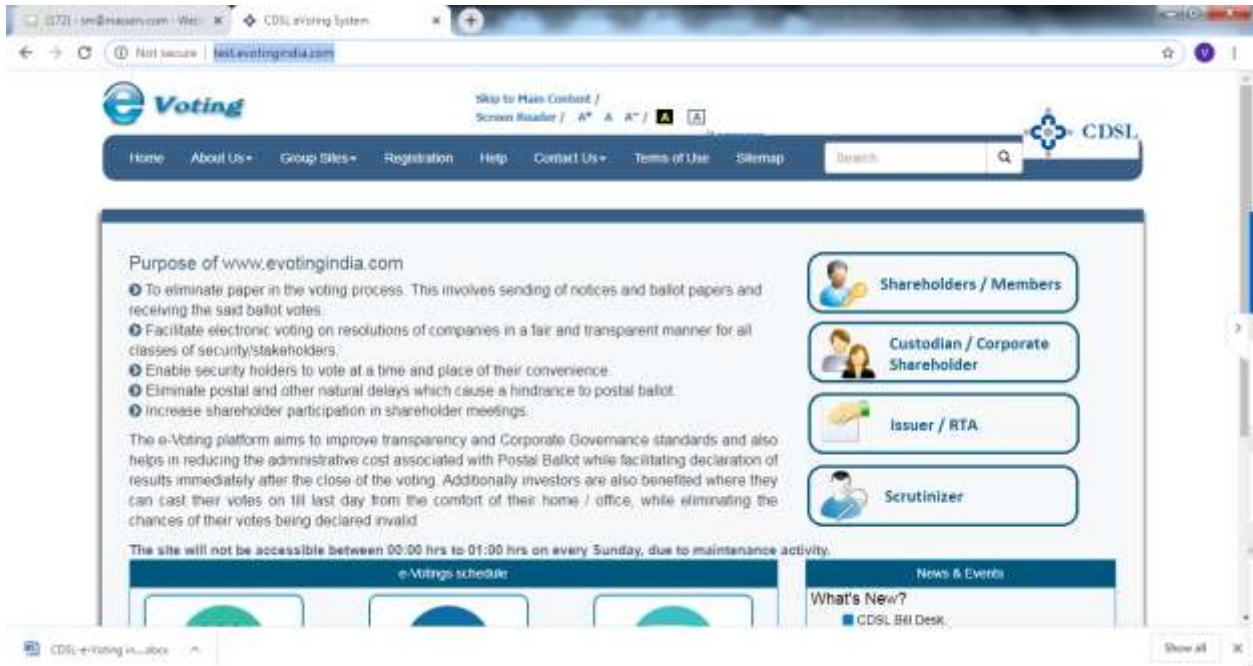 CDSL eVoting System
Not secure | test.evotingindia.com
e Voting
Skip to Main Content /
Screen Reader / A+ A A- / A A
CDSL
Home About Us Group Sites Registration Help Contact Us Terms of Use Sitemap Search
Purpose of www.evotingindia.com
To eliminate paper in the voting process. This involves sending of notices and ballot papers and
receiving the said ballot votes.
Facilitate electronic voting on resolutions of companies in a fair and transparent manner for all
classes of security/stakeholders.
Enable security holders to vote at a time and place of their convenience.
Eliminate postal and other natural delays which cause a hindrance to postal ballot.
Increase shareholder participation in shareholder meetings.
The e-Voting platform aims to improve transparency and Corporate Governance standards and also
helps in reducing the administrative cost associated with Postal Ballot while facilitating declaration of
results immediately after the close of the voting. Additionally investors are also benefited where they
can cast their votes on till last day from the comfort of their home / office, while eliminating the
chances of their votes being declared invalid
Shareholders / Members
Custodian / Corporate
Shareholder
Issuer / RTA
Scrutinizer
The site will not be accessible between 00:00 hrs to 01:00 hrs on every Sunday, due to maintenance activity.
e-Votings schedule
News & Events
What's New?
CDSL Bill Desk
CDSL-e-Voting in....docx
Show all